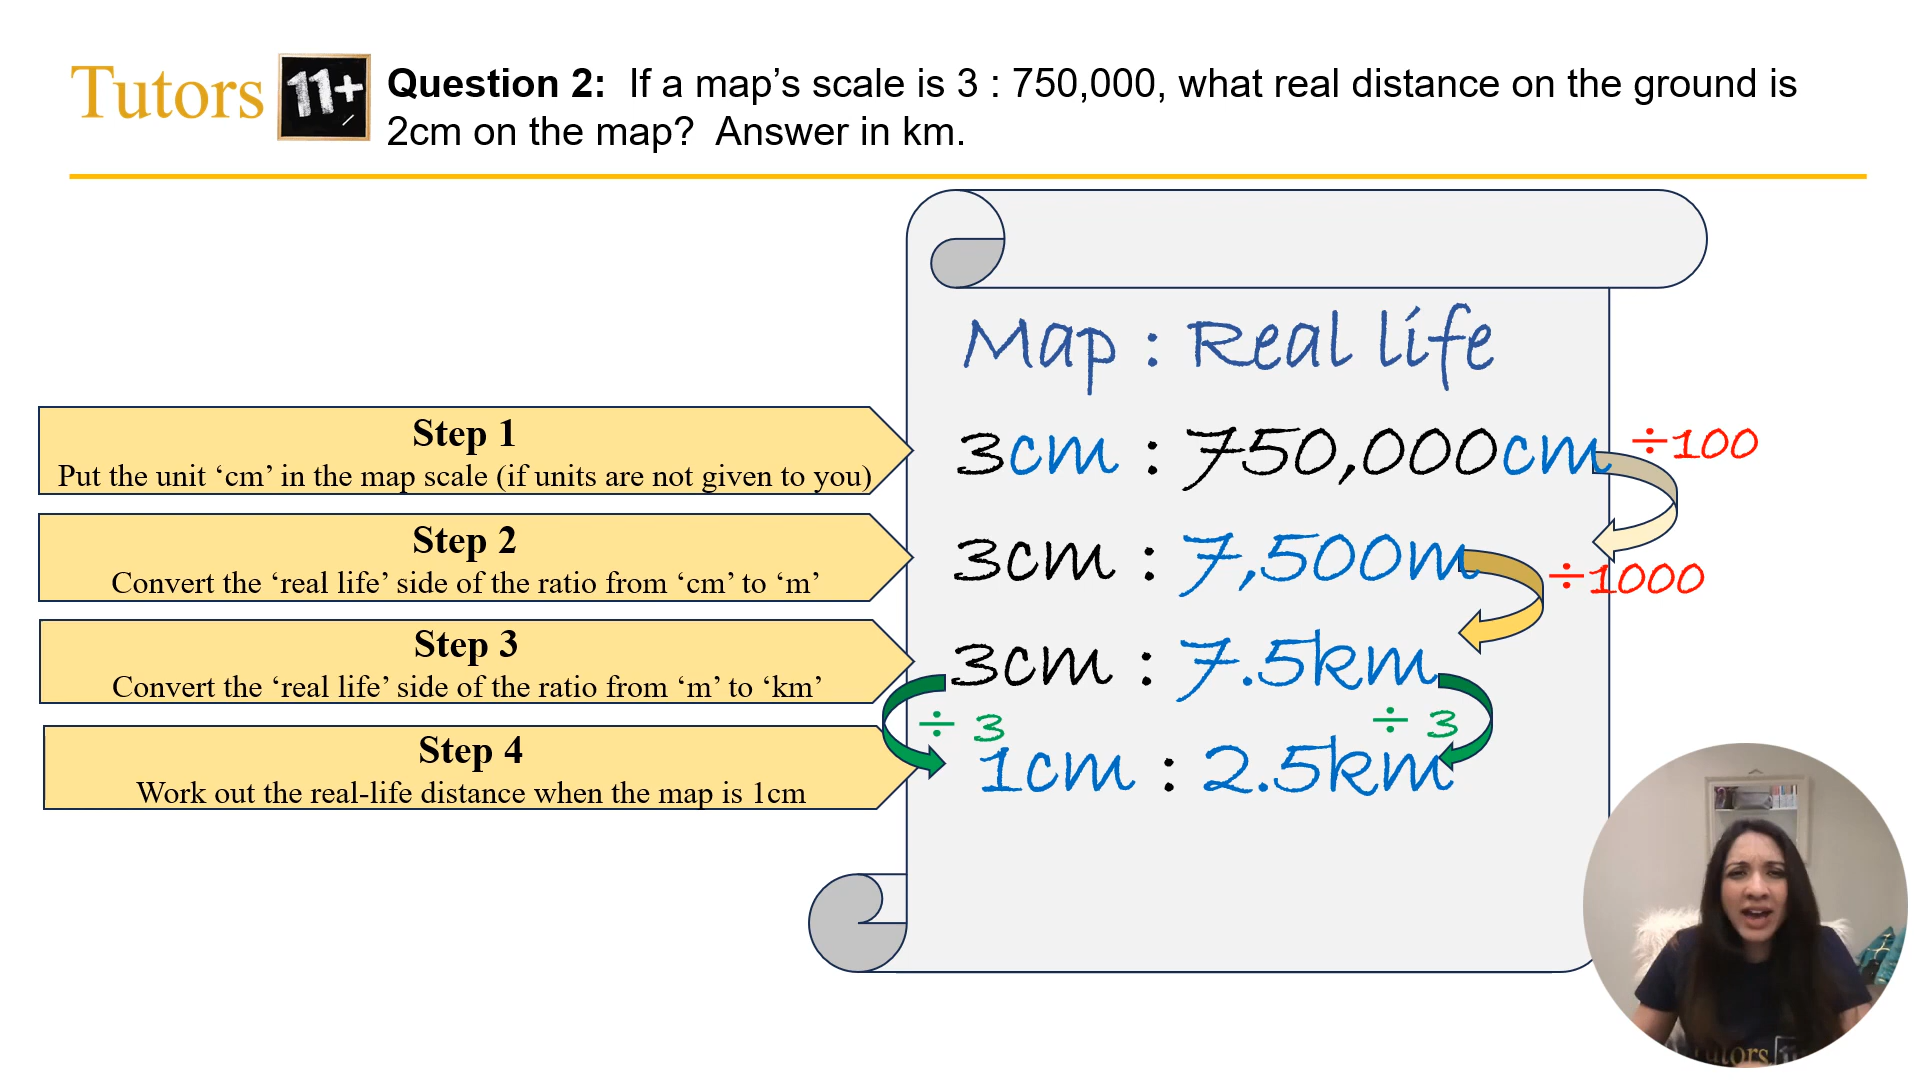 Tutors 11+
Question 2: If a map’s scale is 3 : 750,000, what real distance on the ground is
2cm on the map? Answer in km.
Map : Real life
Step 1
Put the unit ‘cm’ in the map scale (if units are not given to you)
3cm : 750,000cm
÷100
Step 2
Convert the ‘real life’ side of the ratio from ‘cm’ to ‘m’
3cm : 7,500m
÷1000
Step 3
Convert the ‘real life’ side of the ratio from ‘m’ to ‘km’
3cm : 7.5km
÷ 3
÷ 3
Step 4
Work out the real-life distance when the map is 1cm
1cm : 2.5km
Tutors